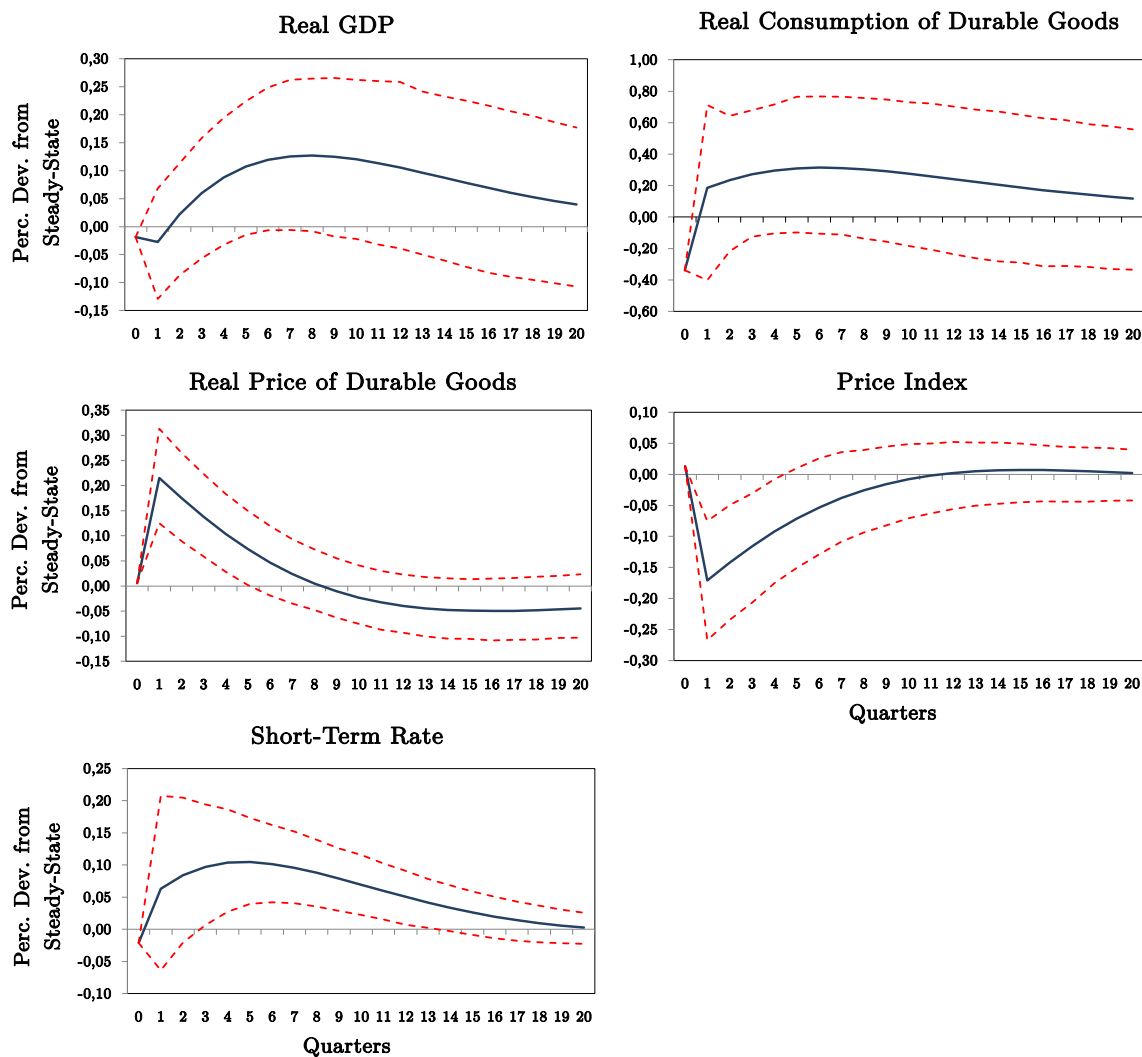 Real GDP
Perc. Dev. from
Steady-State
0,30
0,25
0,20
0,15
0,10
0,05
0,00
-0,05
-0,10
-0,15
0 1 2 3 4 5 6 7 8 9 10 11 12 13 14 15 16 17 18 19 20
Real Consumption of Durable Goods
1,00
0,80
0,60
0,40
0,20
0,00
-0,20
-0,40
-0,60
0 1 2 3 4 5 6 7 8 9 10 11 12 13 14 15 16 17 18 19 20
Real Price of Durable Goods
Perc. Dev. from
Steady-State
0,35
0,30
0,25
0,20
0,15
0,10
0,05
0,00
-0,05
-0,10
-0,15
0 1 2 3 4 5 6 7 8 9 10 11 12 13 14 15 16 17 18 19 20
Price Index
0,10
0,05
0,00
-0,05
-0,10
-0,15
-0,20
-0,25
-0,30
0 1 2 3 4 5 6 7 8 9 10 11 12 13 14 15 16 17 18 19 20
Quarters
Short-Term Rate
Perc. Dev. from
Steady-State
0,25
0,20
0,15
0,10
0,05
0,00
-0,05
-0,10
0 1 2 3 4 5 6 7 8 9 10 11 12 13 14 15 16 17 18 19 20
Quarters